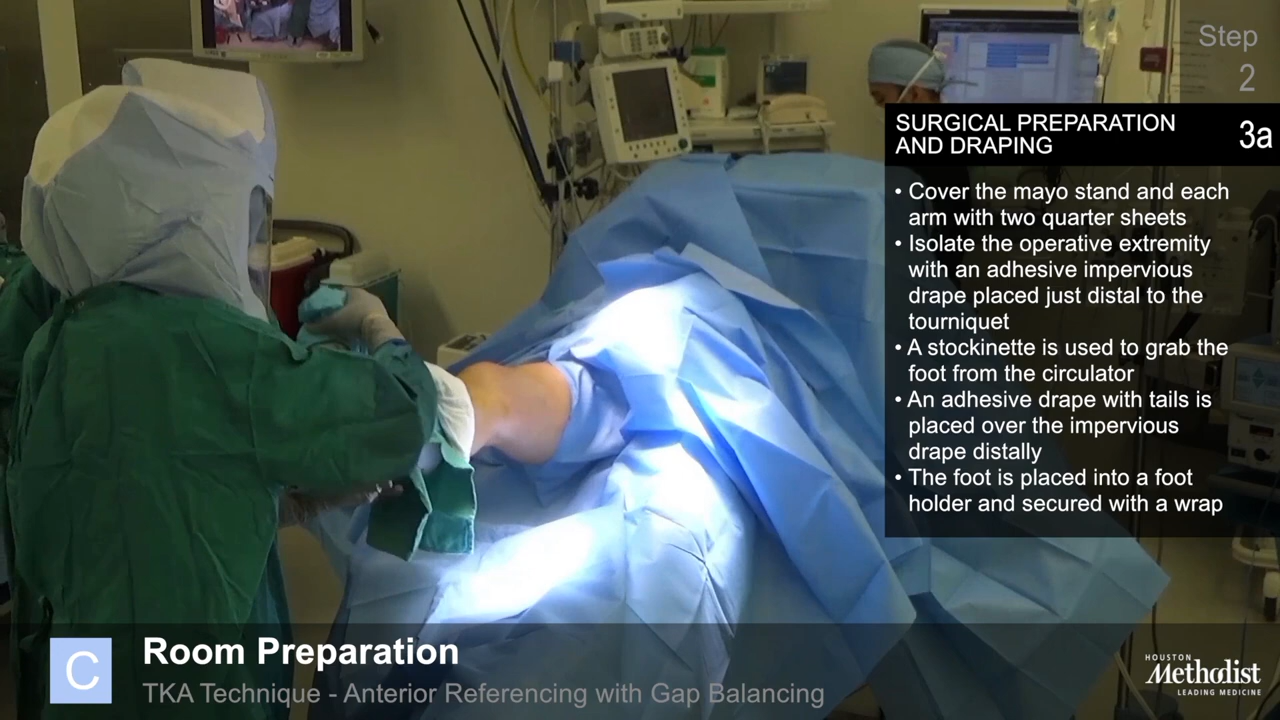 Step
2
SURGICAL PREPARATION
AND DRAPING
3a
• Cover the mayo stand and each
arm with two quarter sheets
• Isolate the operative extremity
with an adhesive impervious
drape placed just distal to the
tourniquet
• A stockinette is used to grab the
foot from the circulator
• An adhesive drape with tails is
placed over the impervious
drape distally
• The foot is placed into a foot
holder and secured with a wrap
C
Room Preparation
TKA Technique - Anterior Referencing with Gap Balancing
HOUSTON
Methodist
LEADING MEDICINE